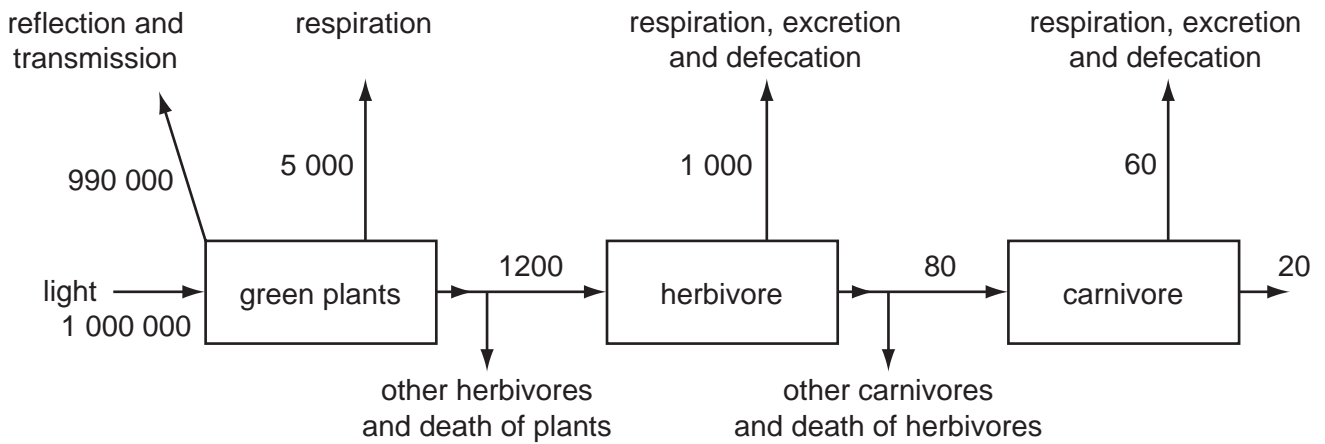 reflection and
transmission
respiration
respiration, excretion
and defecation
respiration, excretion
and defecation
990 000
5 000
1 000
60
light
1 000 000
green plants
1200
herbivore
80
carnivore
20
other herbivores
and death of plants
other carnivores
and death of herbivores